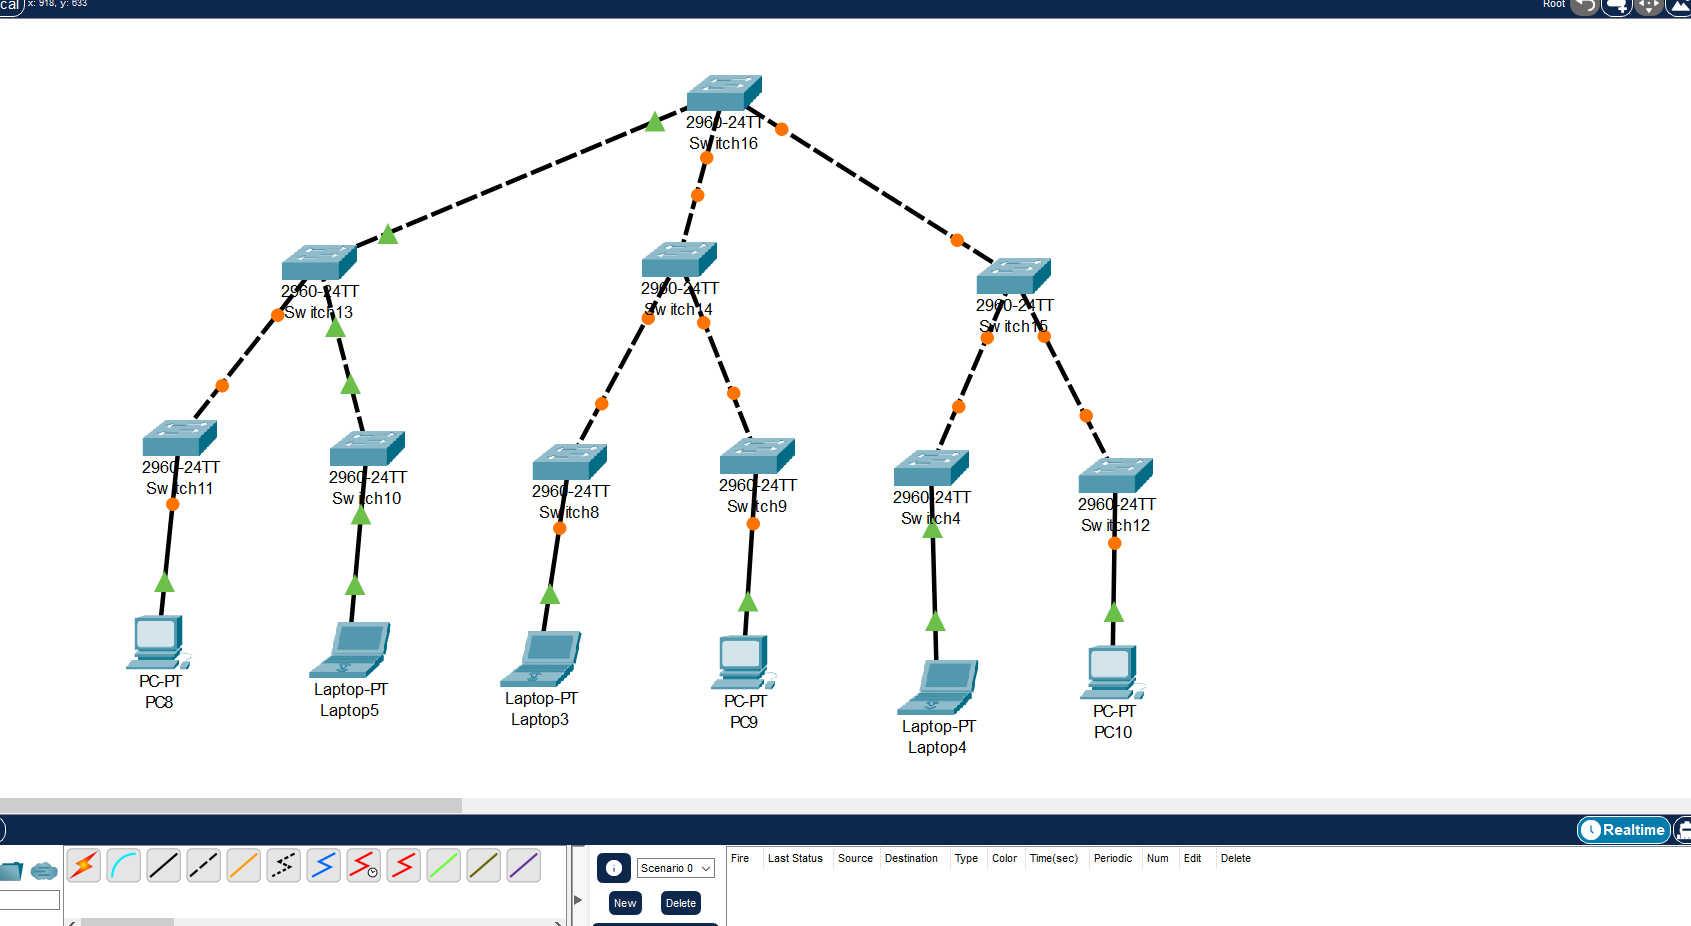 cal x: 918, y: 633
Root
2960-24TT
Switch16
2960-24TT
Switch13
2960-24TT
Switch14
2960-24TT
Switch15
2960-24TT
Switch11
2960-24TT
Switch10
2960-24TT
Switch8
2960-24TT
Switch9
2960-24TT
Switch4
2960-24TT
Switch12
PC-PT
PC8
Laptop-PT
Laptop5
Laptop-PT
Laptop3
PC-PT
PC9
Laptop-PT
Laptop4
PC-PT
PC10
Realtime
Scenario 0
New Delete
Fire Last Status Source Destination Type Color Time(sec) Periodic Num Edit Delete